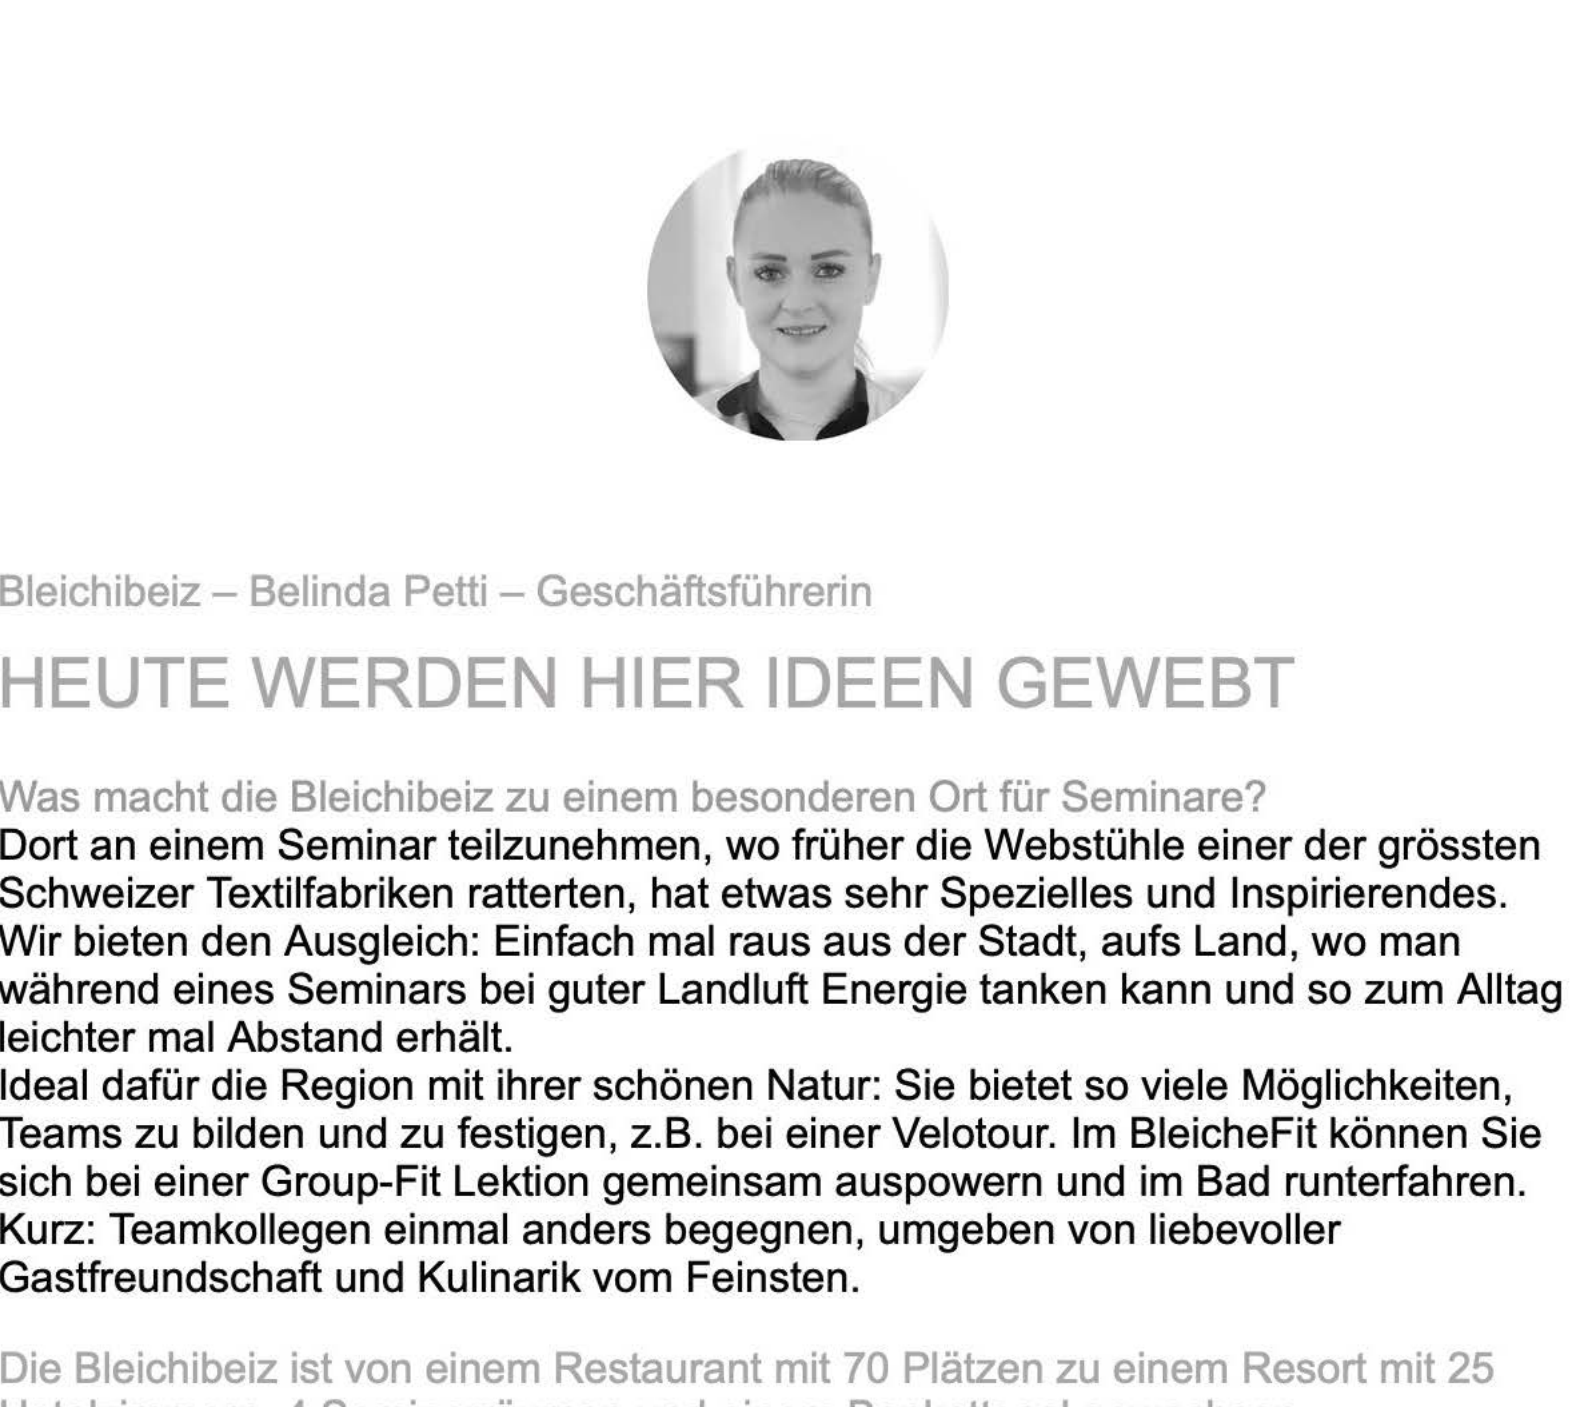 Bleichibeiz – Belinda Petti – Geschäftsführerin
HEUTE WERDEN HIER IDEEN GEWEBT
Was macht die Bleichibeiz zu einem besonderen Ort für Seminare?
Dort an einem Seminar teilzunehmen, wo früher die Webstühle einer der grössten
Schweizer Textilfabriken ratterten, hat etwas sehr Spezielles und Inspirierendes.
Wir bieten den Ausgleich: Einfach mal raus aus der Stadt, aufs Land, wo man
während eines Seminars bei guter Landluft Energie tanken kann und so zum Alltag
leichter mal Abstand erhält.
Ideal dafür die Region mit ihrer schönen Natur: Sie bietet so viele Möglichkeiten,
Teams zu bilden und zu festigen, z.B. bei einer Velotour. Im BleicheFit können Sie
sich bei einer Group-Fit Lektion gemeinsam auspowern und im Bad runterfahren.
Kurz: Teamkollegen einmal anders begegnen, umgeben von liebevoller
Gastfreundschaft und Kulinarik vom Feinsten.
Die Bleichibeiz ist von einem Restaurant mit 70 Plätzen zu einem Resort mit 25